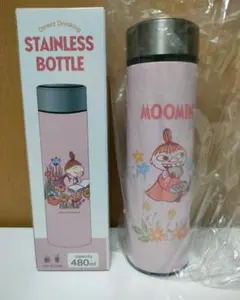 Direct Drinking
STAINLESS
BOTTLE
capacity
480ml
MOOMIN